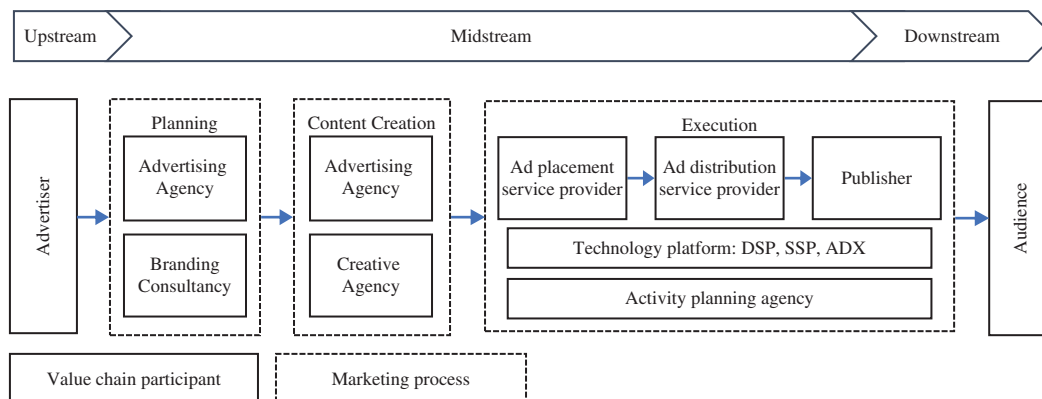 Upstream
Midstream
Downstream
Advertiser
Planning
Advertising
Agency
Branding
Consultancy
Content Creation
Advertising
Agency
Creative
Agency
Execution
Ad placement
service provider
Ad distribution
service provider
Publisher
Technology platform: DSP, SSP, ADX
Activity planning agency
Audience
Value chain participant
Marketing process